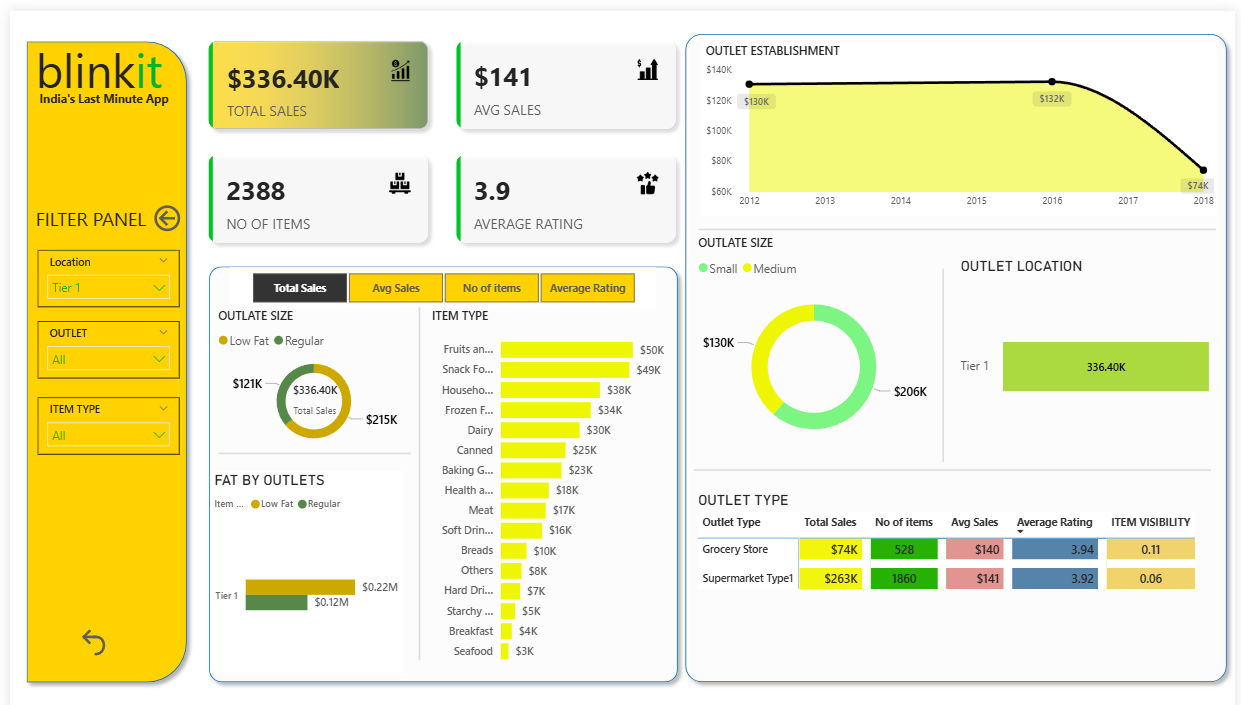 blinkit
India's Last Minute App
FILTER PANEL
Location
Tier 1
OUTLET
All
ITEM TYPE
All
$336.40K
TOTAL SALES
$141
AVG SALES
2388
NO OF ITEMS
3.9
AVERAGE RATING
Total Sales
Avg Sales
No of items
Average Rating
OUTLATE SIZE
Low Fat Regular
$121K
$336.40K
Total Sales
$215K
FAT BY OUTLETS
Item ... Low Fat Regular
Tier 1
$0.22M
$0.12M
ITEM TYPE
Fruits an... $50K
Snack Fo... $49K
Househo... $38K
Frozen F... $34K
Dairy $30K
Canned $25K
Baking G... $23K
Health a... $18K
Meat $17K
Soft Drin... $16K
Breads $10K
Others $8K
Hard Dri... $7K
Starchy ... $5K
Breakfast $4K
Seafood $3K
OUTLET ESTABLISHMENT
$140K
$120K
$100K
$80K
$60K
$130K
$132K
$74K
2012 2013 2014 2015 2016 2017 2018
OUTLATE SIZE
Small Medium
$130K
$206K
OUTLET LOCATION
Tier 1 336.40K
OUTLET TYPE
Outlet Type Total Sales No of items Avg Sales Average Rating ITEM VISIBILITY
Grocery Store $74K 528 $140 3.94 0.11
Supermarket Type1 $263K 1860 $141 3.92 0.06